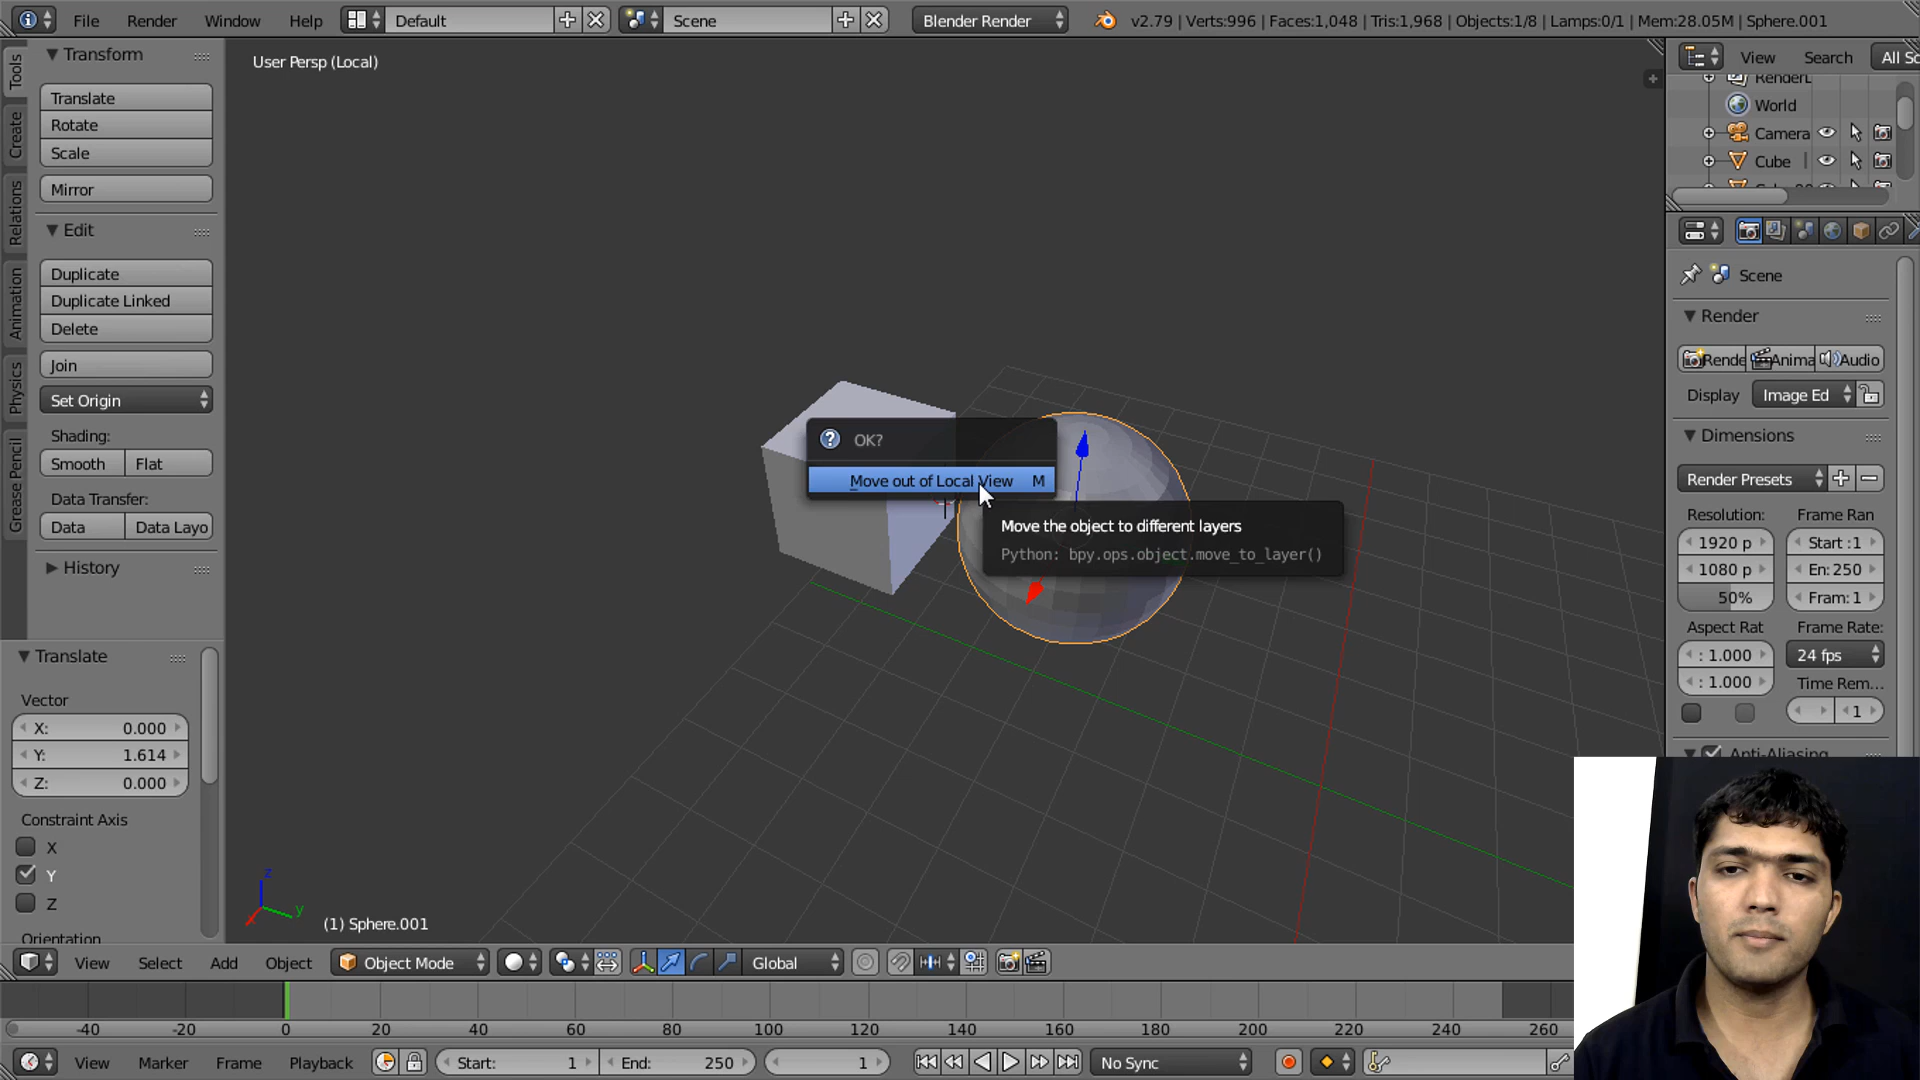 File Render Window Help Default Scene Blender Render v2.79 | Verts:996 | Faces:1,048 | Tris:1,968 | Objects:1/8 | Lamps:0/1 | Mem:28.05M | Sphere.001
Tools
Create
Relations
Animation
Physics
Grease Pencil
Transform
Translate
Rotate
Scale
Mirror
Edit
Duplicate
Duplicate Linked
Delete
Join
Set Origin
Shading:
Smooth Flat
Data Transfer:
Data Data Layo
History
Translate
Vector
X: 0.000
Y: 1.614
Z: 0.000
Constraint Axis
X
Y
Z
Orientation
User Persp (Local)
OK?
Move out of Local View M
Move the object to different layers
Python: bpy.ops.object.move_to_layer()
z
y
x
(1) Sphere.001
View Search All Sc
RenderL
World
Camera
Cube
Scene
Render
Rende Anima Audio
Display Image Ed
Dimensions
Render Presets
Resolution: Frame Ran
1920 p Start :1
1080 p En: 250
50% Fram: 1
Aspect Rat Frame Rate:
: 1.000 24 fps
: 1.000 Time Rem...
1
Anti-Aliasing
View Select Add Object Object Mode Global
-40 -20 0 20 40 60 80 100 120 140 160 180 200 220 240 260
View Marker Frame Playback Start: 1 End: 250 1 No Sync